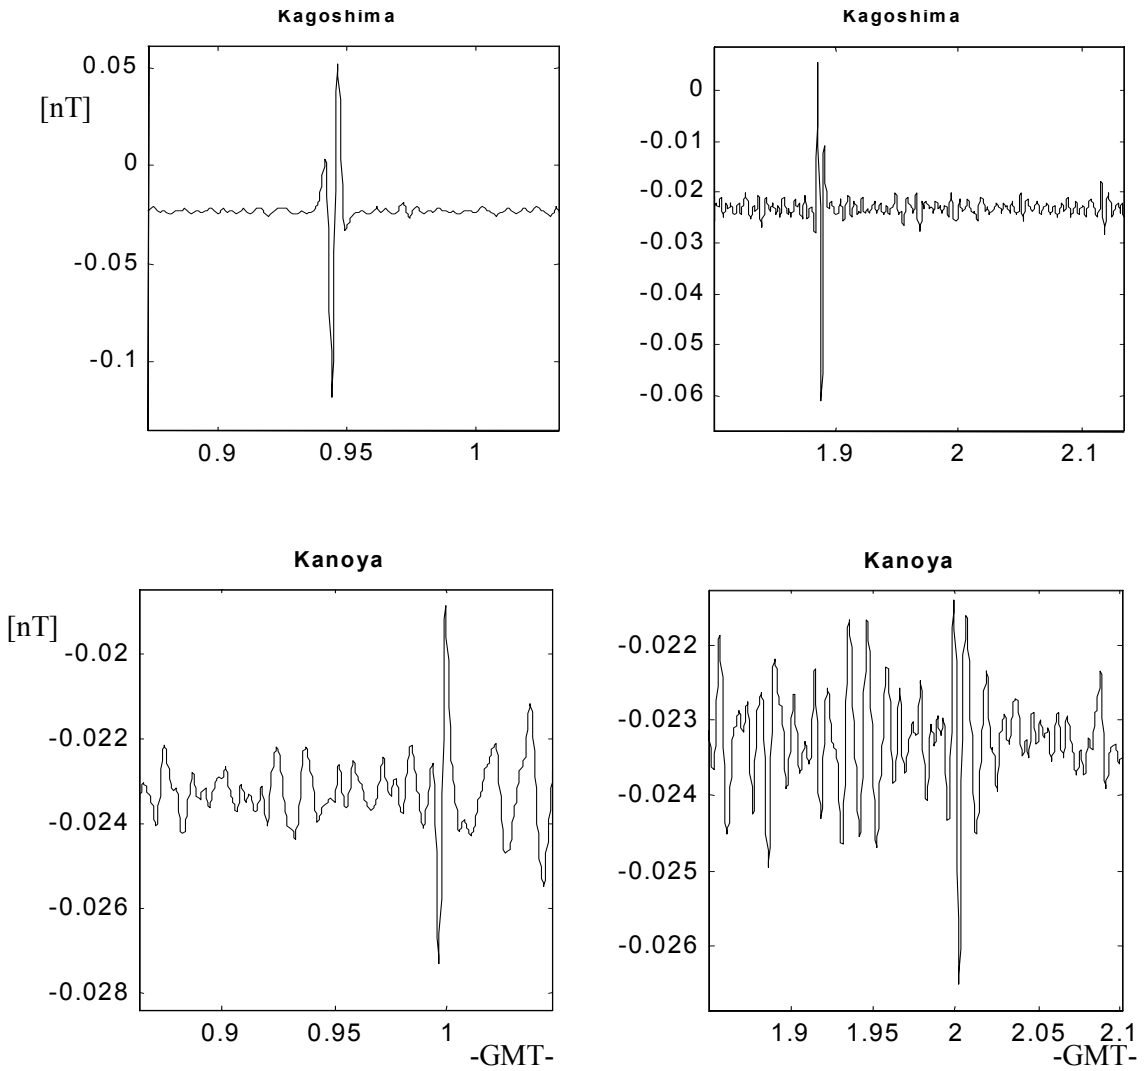 Kagoshima
[nT]
0.05
0
-0.05
-0.1
0.9 0.95 1
Kagoshima
0
-0.01
-0.02
-0.03
-0.04
-0.05
-0.06
1.9 2 2.1
Kanoya
[nT]
-0.02
-0.022
-0.024
-0.026
-0.028
0.9 0.95 1
-GMT-
Kanoya
-0.022
-0.023
-0.024
-0.025
-0.026
1.9 1.95 2 2.05 2.1
-GMT-